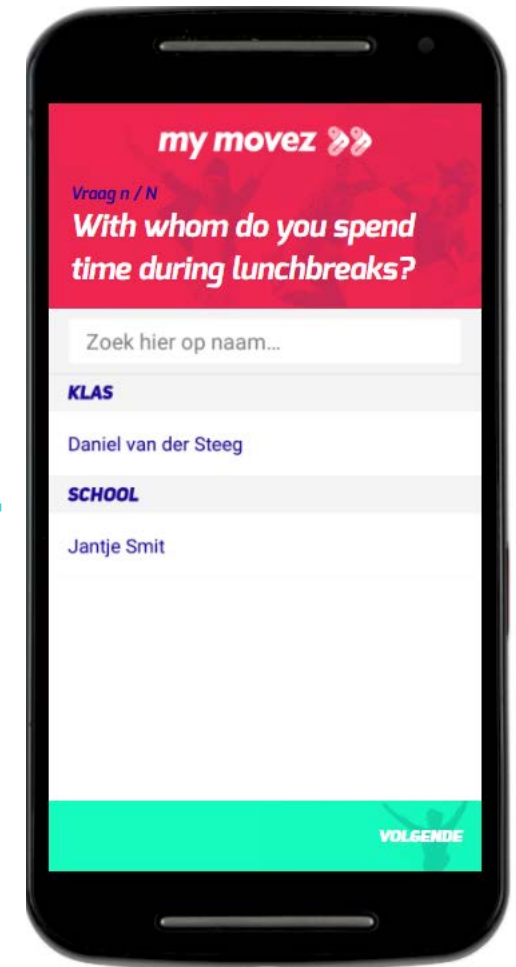 my movez
Vraag n / N
With whom do you spend
time during lunchbreaks?
Zoek hier op naam...
KLAS
Daniel van der Steeg
SCHOOL
Jantje Smit
VOLGENDE